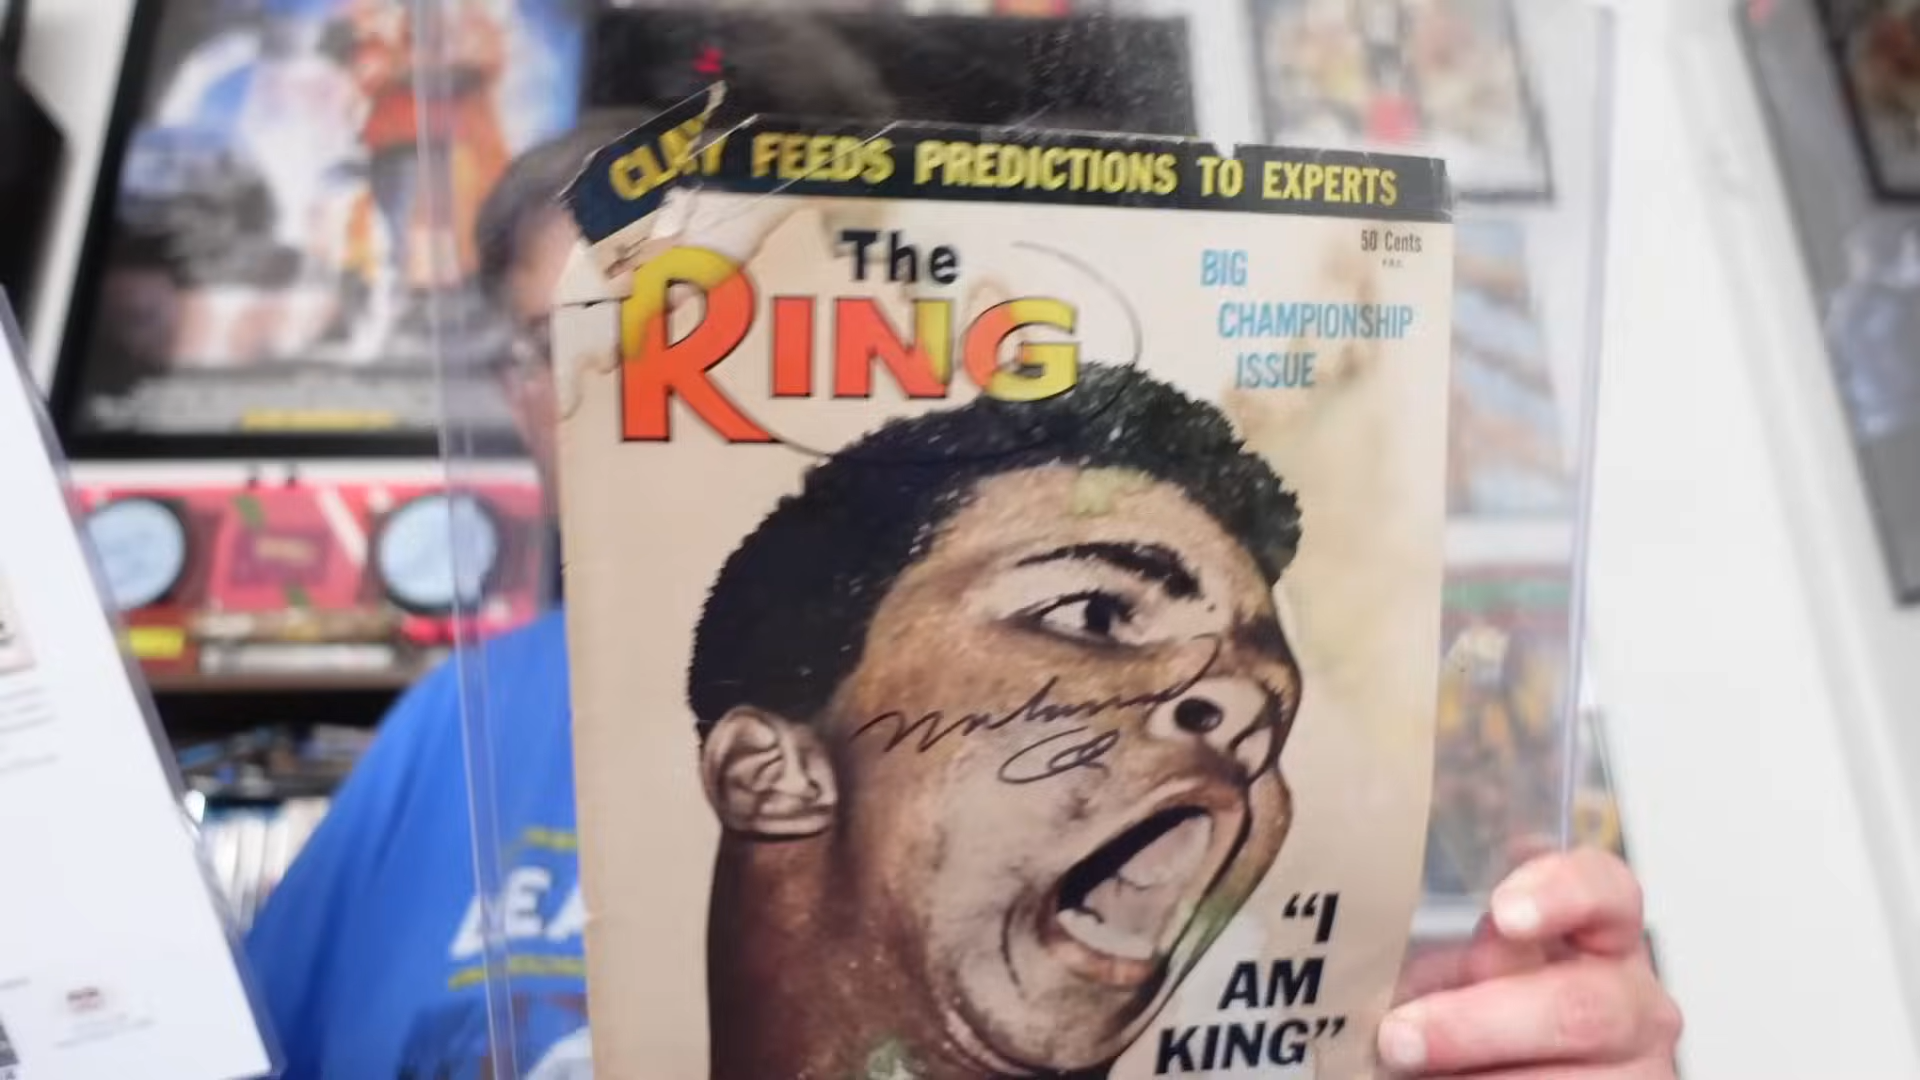 CLAY FEEDS PREDICTIONS TO EXPERTS
The
RING
50 Cents
BIG
CHAMPIONSHIP
ISSUE
"I
AM
KING"